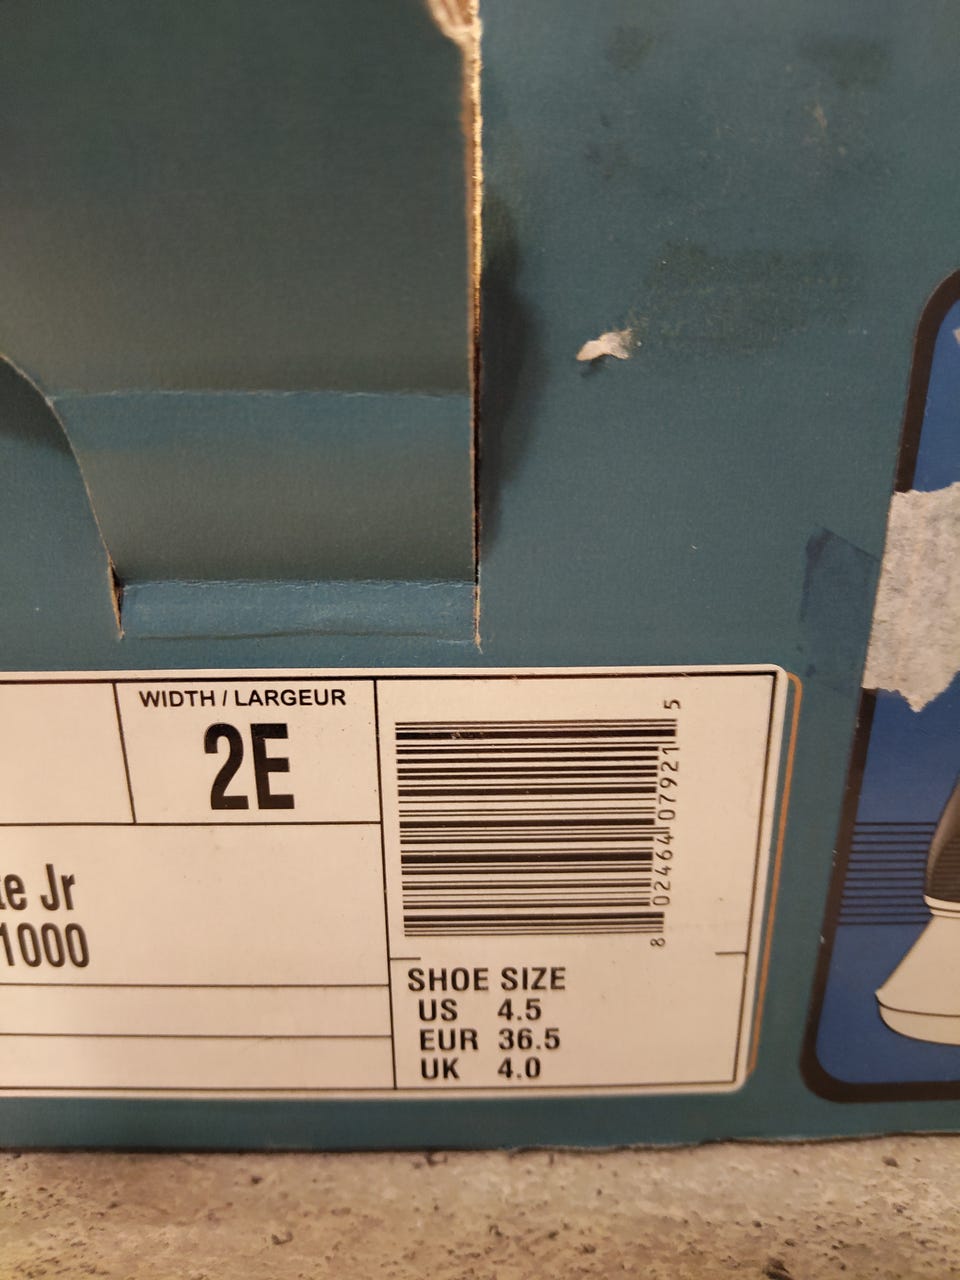 WIDTH / LARGEUR
2E
Jr
1000
8 02464 07921 5
SHOE SIZE
US 4.5
EUR 36.5
UK 4.0